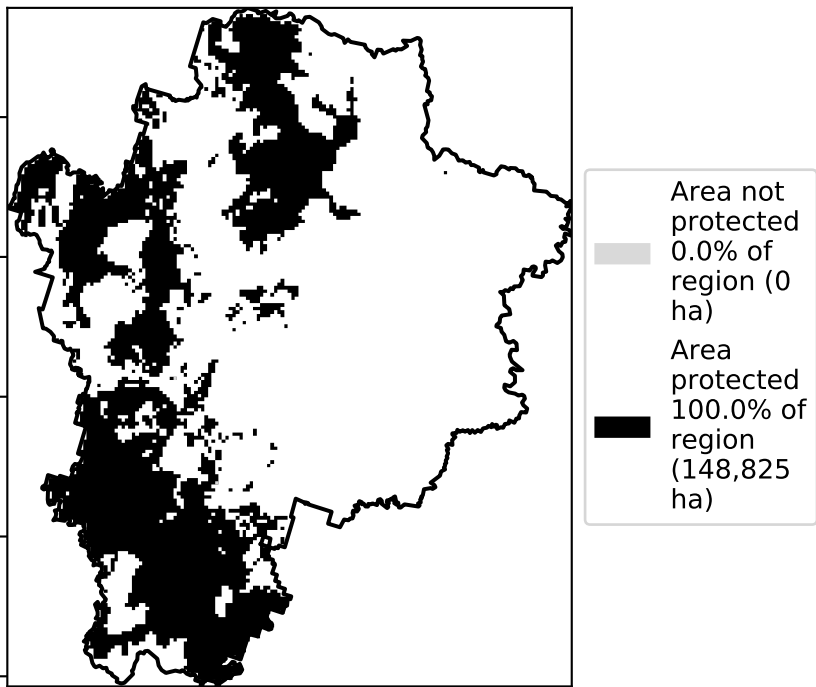 Area not
protected
0.0% of
region (0
ha)
Area
protected
100.0% of
region
(148,825
ha)